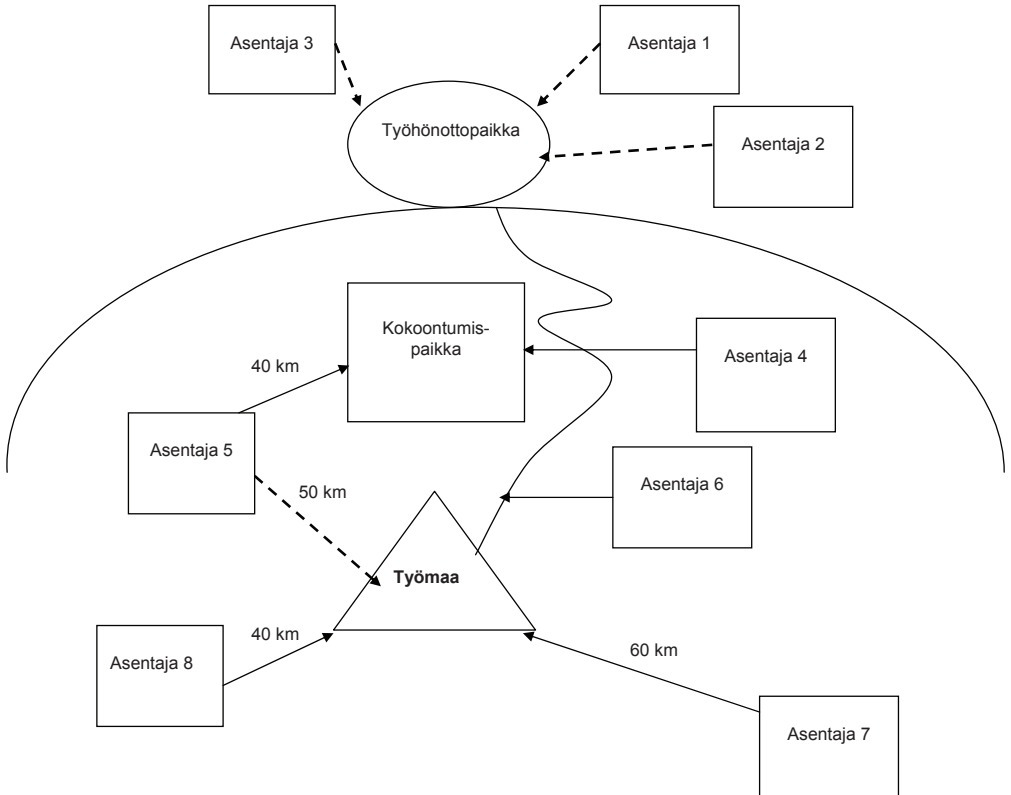 Asentaja 3
Asentaja 1
Työhönottopaikka
Asentaja 2
Kokoontumis-
paikka
Asentaja 4
40 km
Asentaja 5
Asentaja 6
50 km
Työmaa
40 km
60 km
Asentaja 8
Asentaja 7